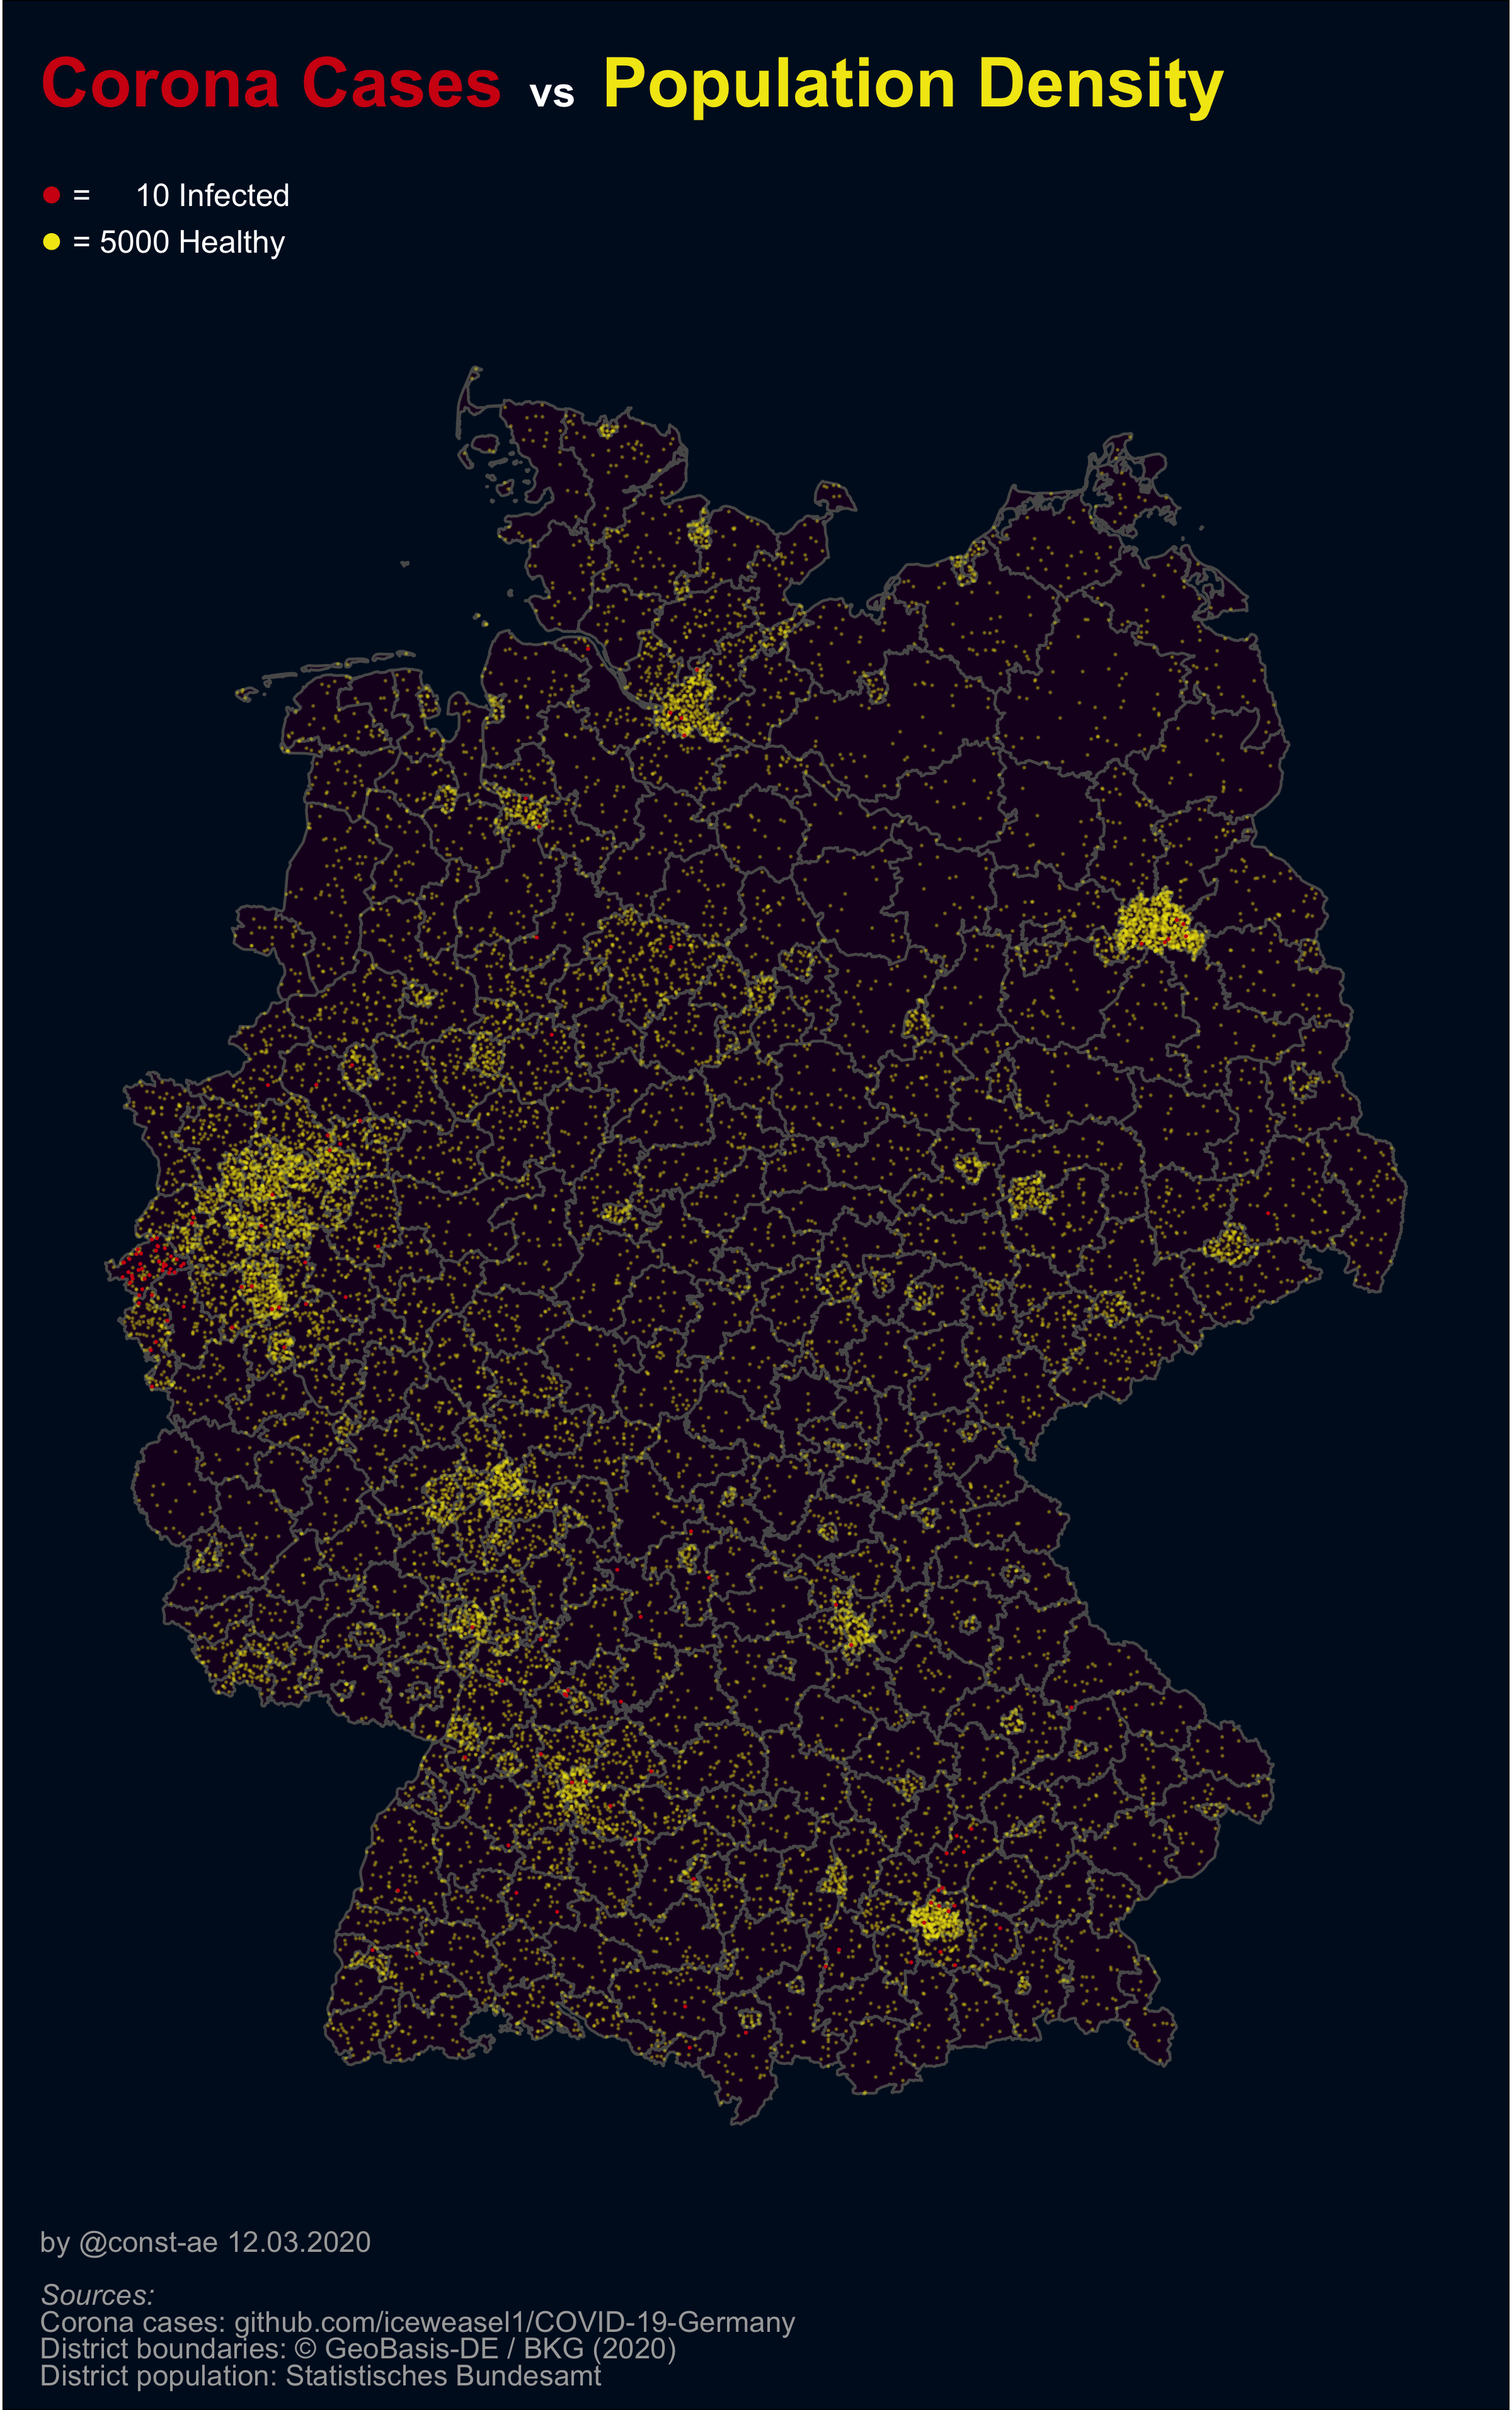 Corona Cases vs Population Density
= 10 Infected
= 5000 Healthy
by @const-ae 12.03.2020
Sources:
Corona cases: github.com/iceweasel1/COVID-19-Germany
District boundaries: © GeoBasis-DE / BKG (2020)
District population: Statistisches Bundesamt